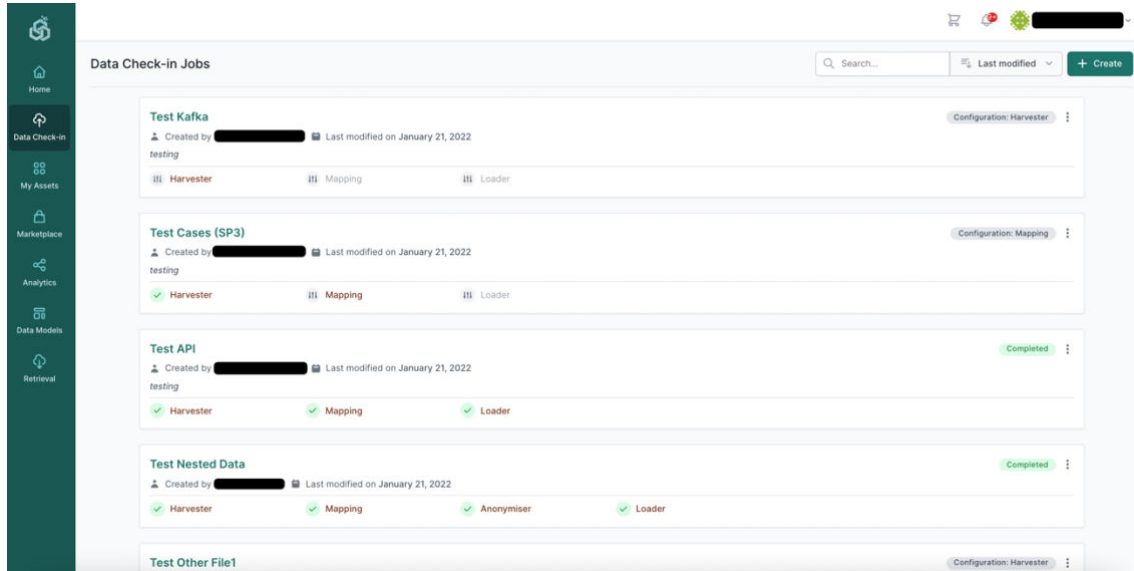 Data Check-in Jobs
Search...
Last modified
+ Create
Home
Data Check-in
My Assets
Marketplace
Analytics
Data Models
Retrieval
Test Kafka
Configuration: Harvester
Created by Last modified on January 21, 2022
testing
Harvester Mapping Loader
Test Cases (SP3)
Configuration: Mapping
Created by Last modified on January 21, 2022
testing
Harvester Mapping Loader
Test API
Completed
Created by Last modified on January 21, 2022
testing
Harvester Mapping Loader
Test Nested Data
Completed
Created by Last modified on January 21, 2022
Harvester Mapping Anonymiser Loader
Test Other File1
Configuration: Harvester